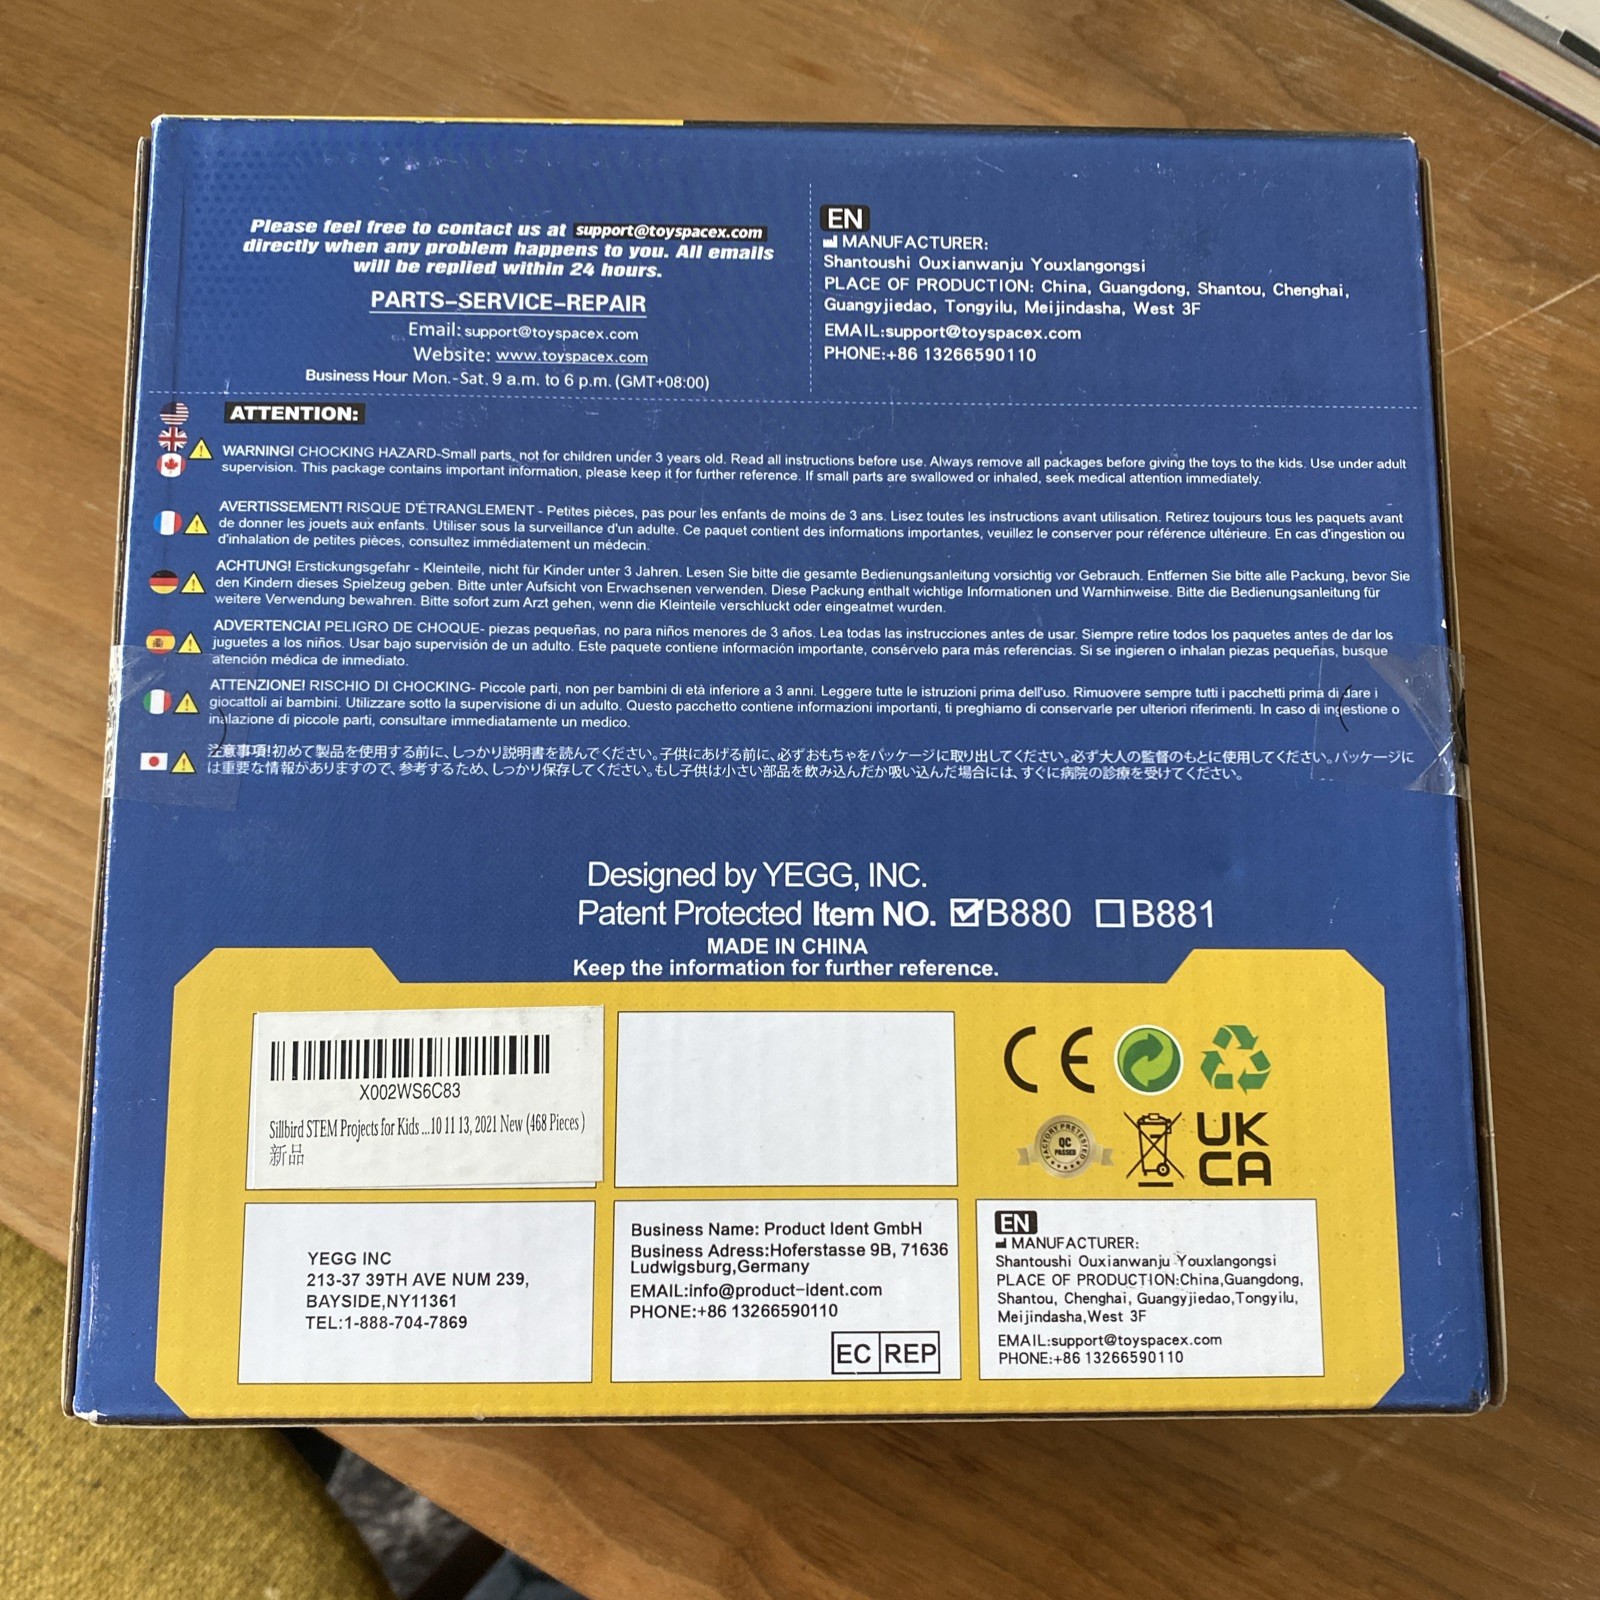 Please feel free to contact us at support@toyspacex.com
directly when any problem happens to you. All emails
will be replied within 24 hours.
PARTS-SERVICE-REPAIR
Email: support@toyspacex.com
Website: www.toyspacex.com
Business Hour Mon.-Sat. 9 a.m. to 6 p.m. (GMT+08:00)
EN
MANUFACTURER:
Shantoushi Ouxianwanju Youxlangongsi
PLACE OF PRODUCTION: China, Guangdong, Shantou, Chenghai,
Guangyjiedao, Tongyilu, Meijindasha, West 3F
EMAIL:support@toyspacex.com
PHONE:+86 13266590110
ATTENTION:
WARNING! CHOCKING HAZARD-Small parts, not for children under 3 years old. Read all instructions before use. Always remove all packages before giving the toys to the kids. Use under adult
supervision. This package contains important information, please keep it for further reference. If small parts are swallowed or inhaled, seek medical attention immediately.
AVERTISSEMENT! RISQUE D'ÉTRANGLEMENT - Petites pièces, pas pour les enfants de moins de 3 ans. Lisez toutes les instructions avant utilisation. Retirez toujours tous les paquets avant
de donner les jouets aux enfants. Utiliser sous la surveillance d'un adulte. Ce paquet contient des informations importantes, veuillez le conserver pour référence ultérieure. En cas d'ingestion ou
d'inhalation de petites pièces, consultez immédiatement un médecin.
ACHTUNG! Erstickungsgefahr - Kleinteile, nicht für Kinder unter 3 Jahren. Lesen Sie bitte die gesamte Bedienungsanleitung vorsichtig vor Gebrauch. Entfernen Sie bitte alle Packung, bevor Sie
den Kindern dieses Spielzeug geben. Bitte unter Aufsicht von Erwachsenen verwenden. Diese Packung enthalt wichtige Informationen und Warnhinweise. Bitte die Bedienungsanleitung für
weitere Verwendung bewahren. Bitte sofort zum Arzt gehen, wenn die Kleinteile verschluckt oder eingeatmet wurden.
ADVERTENCIA! PELIGRO DE CHOQUE- piezas pequeñas, no para niños menores de 3 años. Lea todas las instrucciones antes de usar. Siempre retire todos los paquetes antes de dar los
juguetes a los niños. Usar bajo supervisión de un adulto. Este paquete contiene información importante, consérvelo para más referencias. Si se ingieren o inhalan piezas pequeñas, busque
atención médica de inmediato.
ATTENZIONE! RISCHIO DI CHOCKING- Piccole parti, non per bambini di età inferiore a 3 anni. Leggere tutte le istruzioni prima dell'uso. Rimuovere sempre tutti i pacchetti prima di dare i
giocattoli ai bambini. Utilizzare sotto la supervisione di un adulto. Questo pacchetto contiene informazioni importanti, ti preghiamo di conservarle per ulteriori riferimenti. In caso di ingestione o
inalazione di piccole parti, consultare immediatamente un medico.
注意事項!初めて製品を使用する前に、しっかり説明書を読んでください。子供にあげる前に、必ずおもちゃをパッケージに取り出してください。必ず大人の監督のもとに使用してください。パッケージに
は重要な情報がありますので、参考するため、しっかり保存してください。もし子供は小さい部品を飲み込んだか吸い込んだ場合には、すぐに病院の診療を受けてください。
Designed by YEGG, INC.
Patent Protected Item NO. B880 B881
MADE IN CHINA
Keep the information for further reference.
X002WS6C83
Sillbird STEM Projects for Kids ...10 11 13, 2021 New (468 Pieces )
新品
CE
FACTORY PRETESTED
QC
PASSED
UK
CA
YEGG INC
213-37 39TH AVE NUM 239,
BAYSIDE,NY11361
TEL:1-888-704-7869
Business Name: Product Ident GmbH
Business Adress:Hoferstasse 9B, 71636
Ludwigsburg,Germany
EMAIL:info@product-ident.com
PHONE:+86 13266590110
EC REP
EN
MANUFACTURER:
Shantoushi Ouxianwanju Youxlangongsi
PLACE OF PRODUCTION:China,Guangdong,
Shantou, Chenghai, Guangyjiedao,Tongyilu,
Meijindasha,West 3F
EMAIL:support@toyspacex.com
PHONE:+86 13266590110